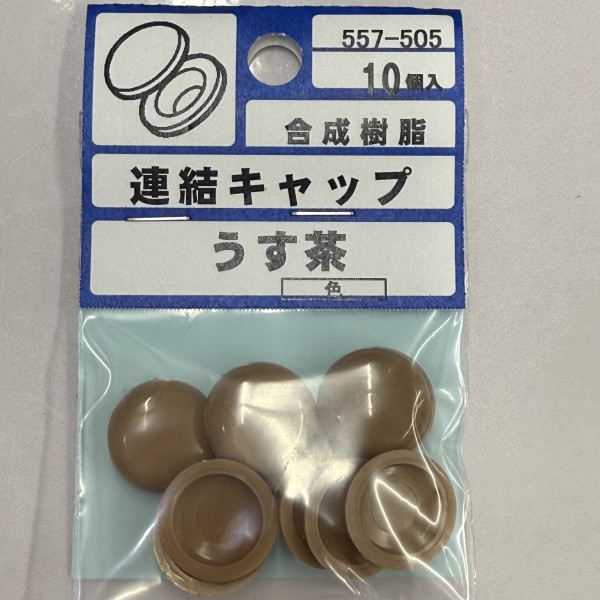 557-505
10個入
合成樹脂
連結キャップ
うす茶
色